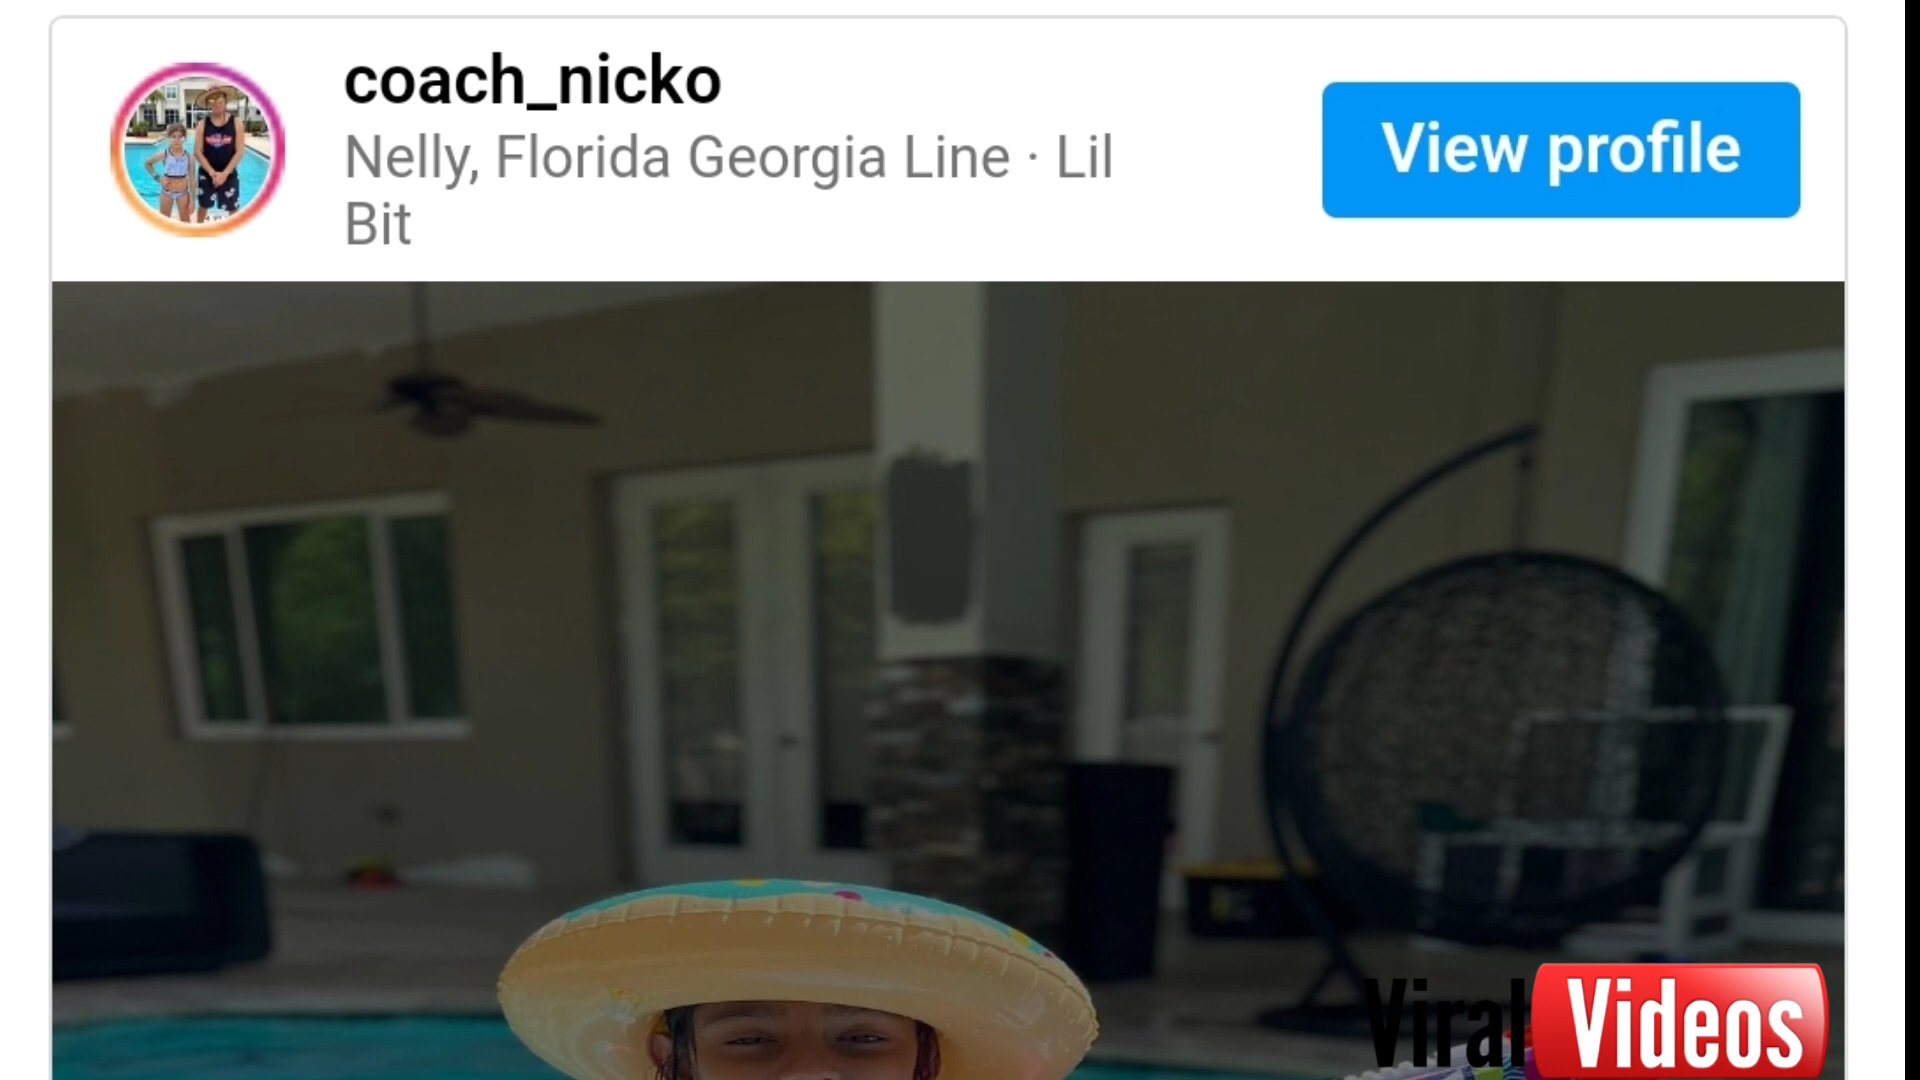 coach_nicko
Nelly, Florida Georgia Line · Lil
Bit
View profile
Viral Videos